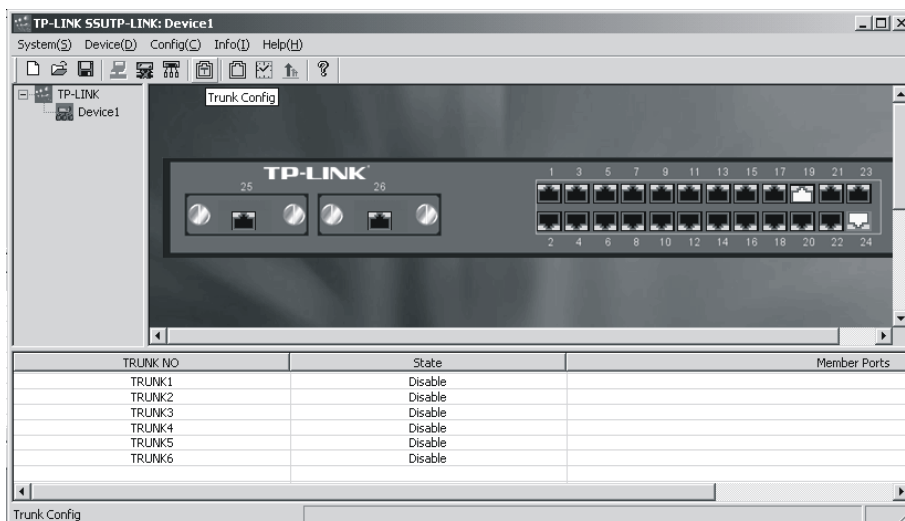 TP-LINK SSUTP-LINK: Device1
System(S) Device(D) Config(C) Info(I) Help(H)
Trunk Config
TP-LINK
Device1
TP-LINK
25 26
1 3 5 7 9 11 13 15 17 19 21 23
2 4 6 8 10 12 14 16 18 20 22 24
TRUNK NO State Member Ports
TRUNK1 Disable
TRUNK2 Disable
TRUNK3 Disable
TRUNK4 Disable
TRUNK5 Disable
TRUNK6 Disable
Trunk Config